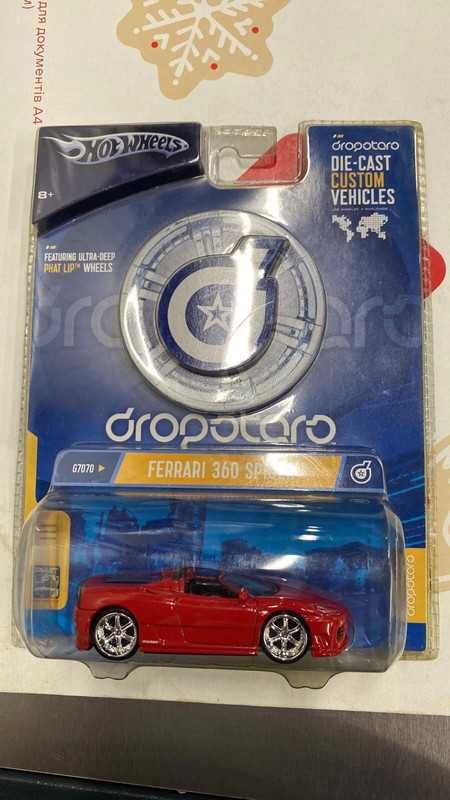 для документів А4
HOT WHEELS
8+
FEATURING ULTRA-DEEP
PHAT LIP™ WHEELS
dropstars
DIE-CAST
CUSTOM
VEHICLES
dropstars
G7070
FERRARI 360
dropstars